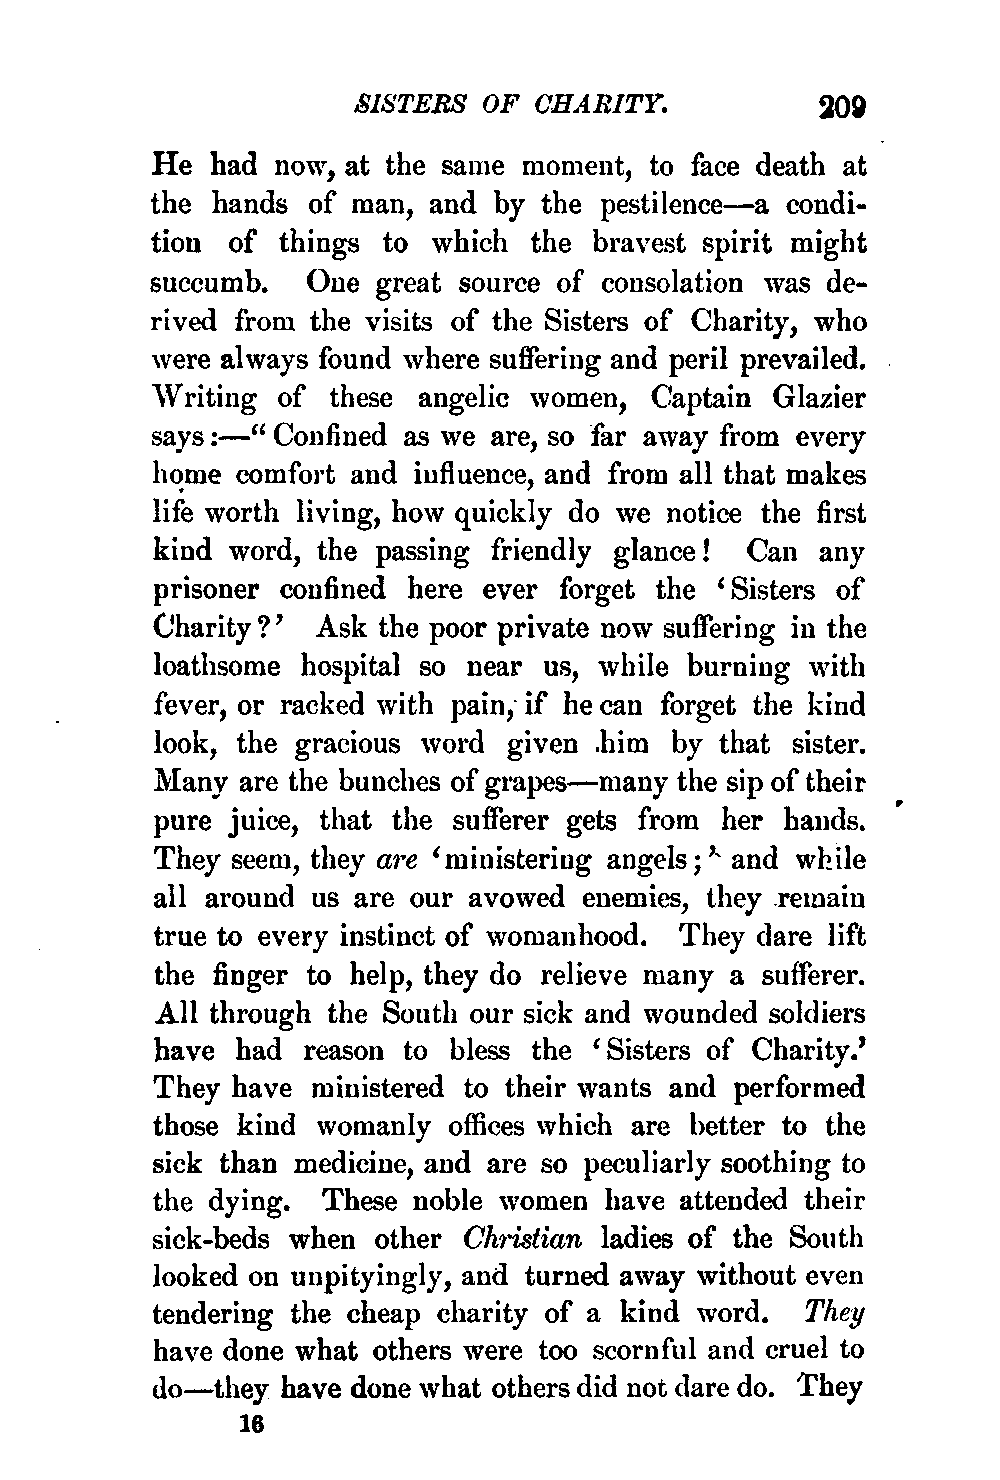 SISTERS OF CHARITY. 209
He had now, at the same moment, to face death at
the hands of man, and by the pestilence—a condi-
tion of things to which the bravest spirit might
succumb. One great source of consolation was de-
rived from the visits of the Sisters of Charity, who
were always found where suffering and peril prevailed.
Writing of these angelic women, Captain Glazier
says:—“Confined as we are, so far away from every
home comfort and influence, and from all that makes
life worth living, how quickly do we notice the first
kind word, the passing friendly glance! Can any
prisoner confined here ever forget the ‘Sisters of
Charity?’ Ask the poor private now suffering in the
loathsome hospital so near us, while burning with
fever, or racked with pain, if he can forget the kind
look, the gracious word given him by that sister.
Many are the bunches of grapes—many the sip of their
pure juice, that the sufferer gets from her hands.
They seem, they are ‘ministering angels;’ and while
all around us are our avowed enemies, they remain
true to every instinct of womanhood. They dare lift
the finger to help, they do relieve many a sufferer.
All through the South our sick and wounded soldiers
have had reason to bless the ‘Sisters of Charity.’
They have ministered to their wants and performed
those kind womanly offices which are better to the
sick than medicine, and are so peculiarly soothing to
the dying. These noble women have attended their
sick-beds when other Christian ladies of the South
looked on unpityingly, and turned away without even
tendering the cheap charity of a kind word. They
have done what others were too scornful and cruel to
do—they have done what others did not dare do. They
16